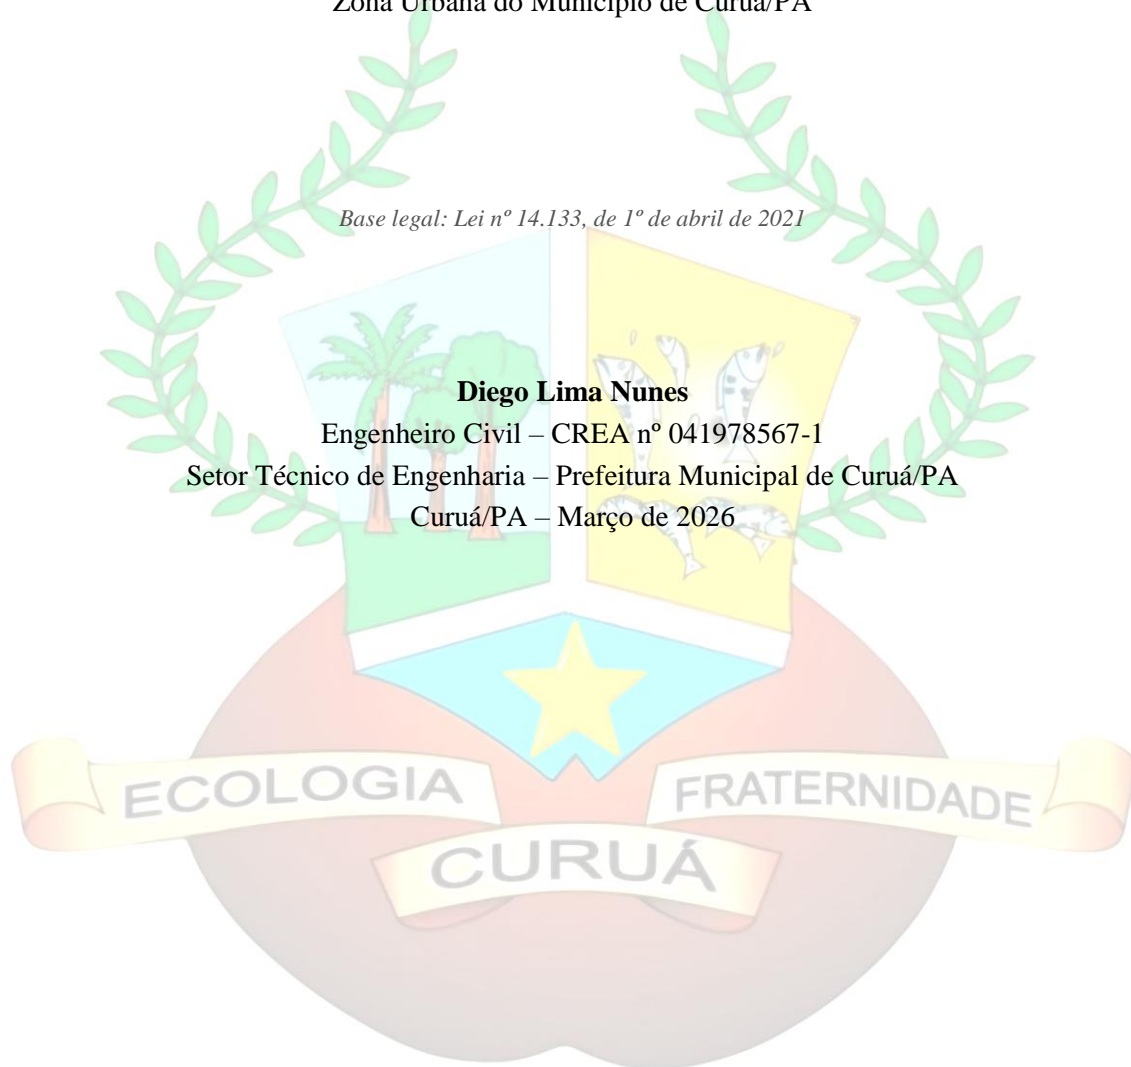 Zona Urbana do Município de Curuá/PA
Base legal: Lei nº 14.133, de 1º de abril de 2021
Diego Lima Nunes
Engenheiro Civil – CREA nº 041978567-1
Setor Técnico de Engenharia – Prefeitura Municipal de Curuá/PA
Curuá/PA – Março de 2026
ECOLOGIA
FRATERNIDADE
CURUÁ